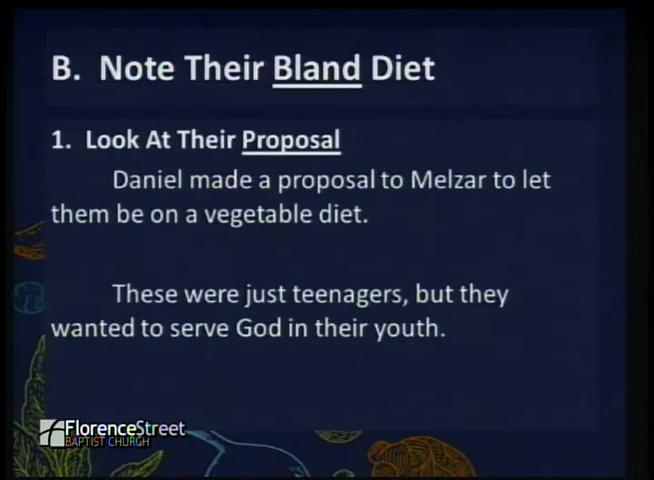 B. Note Their Bland Diet
1. Look At Their Proposal
Daniel made a proposal to Melzar to let
them be on a vegetable diet.
These were just teenagers, but they
wanted to serve God in their youth.
FlorenceStreet
BAPTIST CHURCH